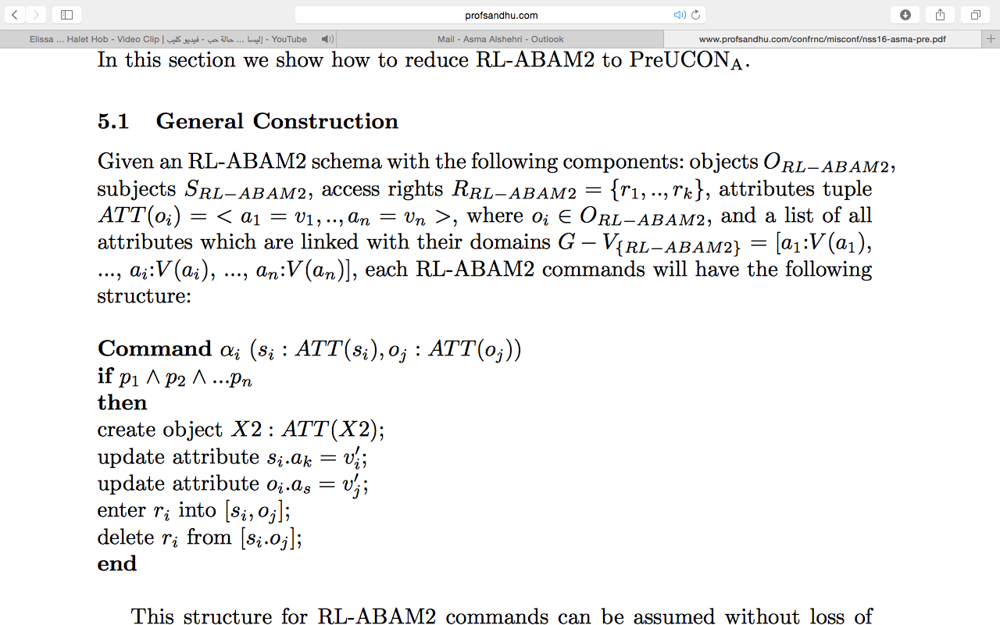 profsandhu.com
Elissa ... Halet Hob - Video Clip | إليسا ... حالة حب - فيديو كليب - YouTube
Mail - Asma Alshehri - Outlook
www.profsandhu.com/confrnc/misconf/nss16-asma-pre.pdf
In this section we show how to reduce RL-ABAM2 to PreUCON_A.
5.1 General Construction
Given an RL-ABAM2 schema with the following components: objects O_{RL−ABAM2},
subjects S_{RL−ABAM2}, access rights R_{RL−ABAM2} = {r_1, .., r_k}, attributes tuple
ATT(o_i) = < a_1 = v_1, .., a_n = v_n >, where o_i ∈ O_{RL−ABAM2}, and a list of all
attributes which are linked with their domains G − V_{{RL−ABAM2}} = [a_1:V(a_1),
..., a_i:V(a_i), ..., a_n:V(a_n)], each RL-ABAM2 commands will have the following
structure:
Command α_i (s_i : ATT(s_i), o_j : ATT(o_j))
if p_1 ∧ p_2 ∧ ...p_n
then
create object X2 : ATT(X2);
update attribute s_i.a_k = v′_i;
update attribute o_i.a_s = v′_j;
enter r_i into [s_i, o_j];
delete r_i from [s_i.o_j];
end
This structure for RL-ABAM2 commands can be assumed without loss of